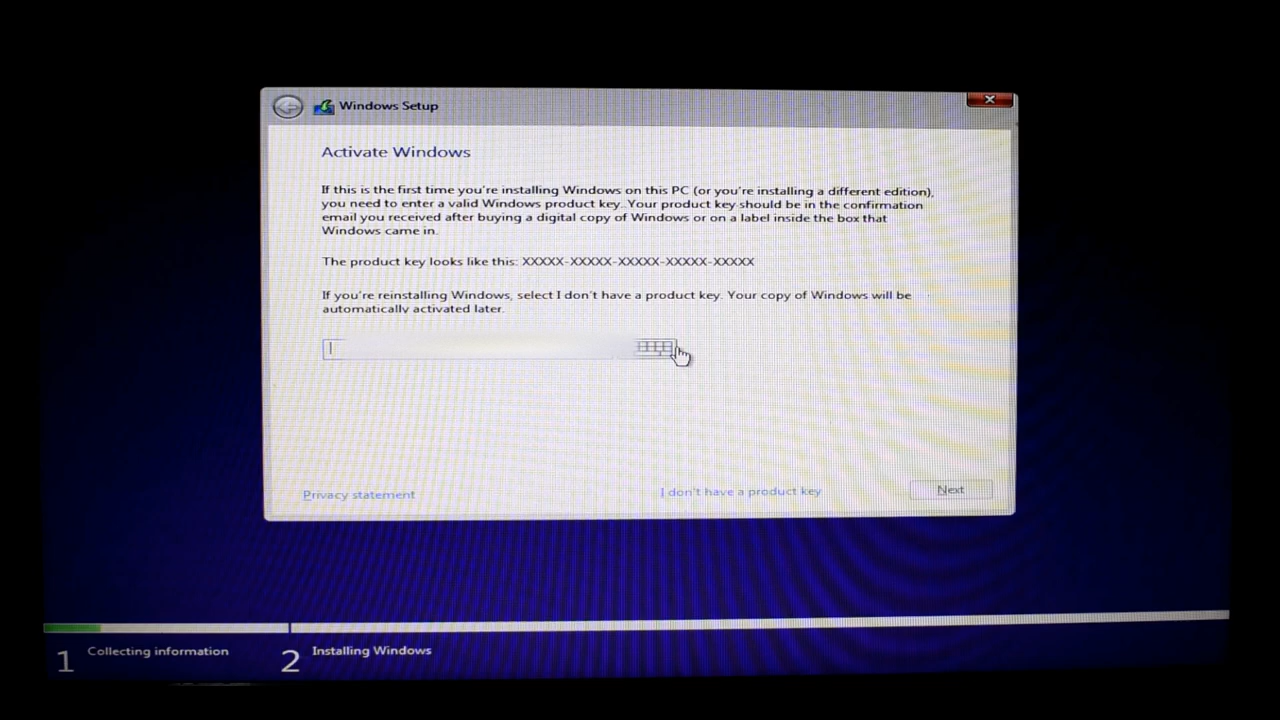 Windows Setup
Activate Windows
If this is the first time you're installing Windows on this PC (or you're installing a different edition),
you need to enter a valid Windows product key. Your product key should be in the confirmation
email you received after buying a digital copy of Windows or on a label inside the box that
Windows came in.
The product key looks like this: XXXXX-XXXXX-XXXXX-XXXXX-XXXXX
If you're reinstalling Windows, select I don't have a product key. Your copy of Windows will be
automatically activated later.
Privacy statement
I don't have a product key
Next
1 Collecting information
2 Installing Windows